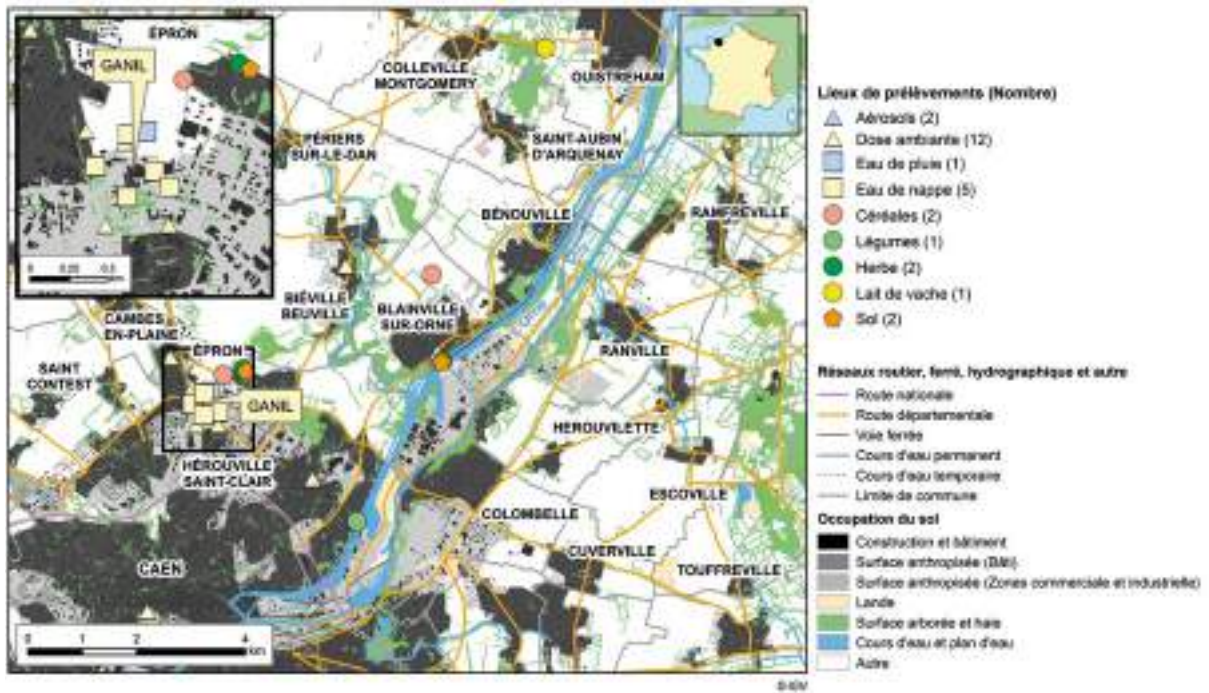 ÉPRON
GANIL
0 0,25 0,5
COLLEVILLE
MONTGOMERY
OUISTREHAM
PÉRIERS
SUR-LE-DAN
SAINT-AUBIN
D'ARQUENAY
BÉNOUVILLE
RANFREVILLE
BIÉVILLE
BEUVILLE
BLAINVILLE
SUR-ORNE
CAMBES
EN-PLAINE
ÉPRON
SAINT
CONTEST
RANVILLE
GANIL
HEROUVILETTE
HÉROUVILLE
SAINT-CLAIR
ESCOVILLE
COLOMBELLE
CUVERVILLE
CAEN
TOUFFREVILLE
0 1 2 4
km
Lieux de prélèvements (Nombre)
Aérosols (2)
Dose ambiante (12)
Eau de pluie (1)
Eau de nappe (5)
Céréales (2)
Légumes (1)
Herbe (2)
Lait de vache (1)
Sol (2)
Réseaux routier, ferré, hydrographique et autre
Route nationale
Route départementale
Voie ferrée
Cours d'eau permanent
Cours d'eau temporaire
Limite de commune
Occupation du sol
Construction et bâtiment
Surface anthropisée (Bâti)
Surface anthropisée (Zones commerciale et industrielle)
Lande
Surface arborée et haie
Cours d'eau et plan d'eau
Autre